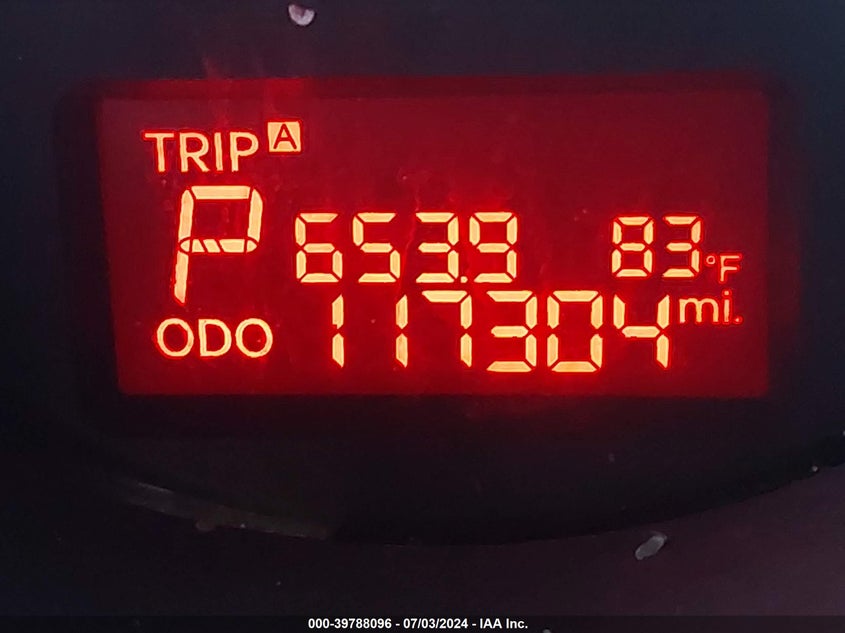 TRIP A
P 653.9 83 °F
ODO 117304 mi.
000-39788096 - 07/03/2024 - IAA Inc.